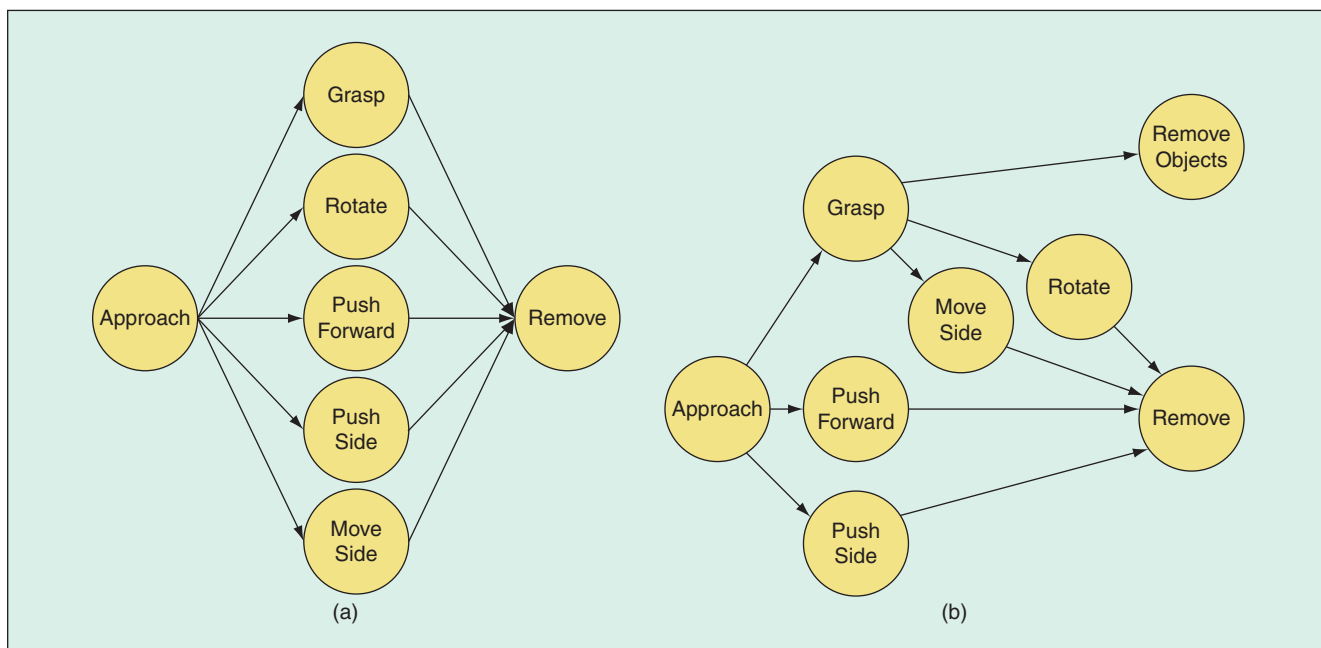 Grasp
Rotate
Approach
Push
Forward
Remove
Push
Side
Move
Side
(a)
Remove
Objects
Grasp
Rotate
Move
Side
Approach
Push
Forward
Remove
Push
Side
(b)